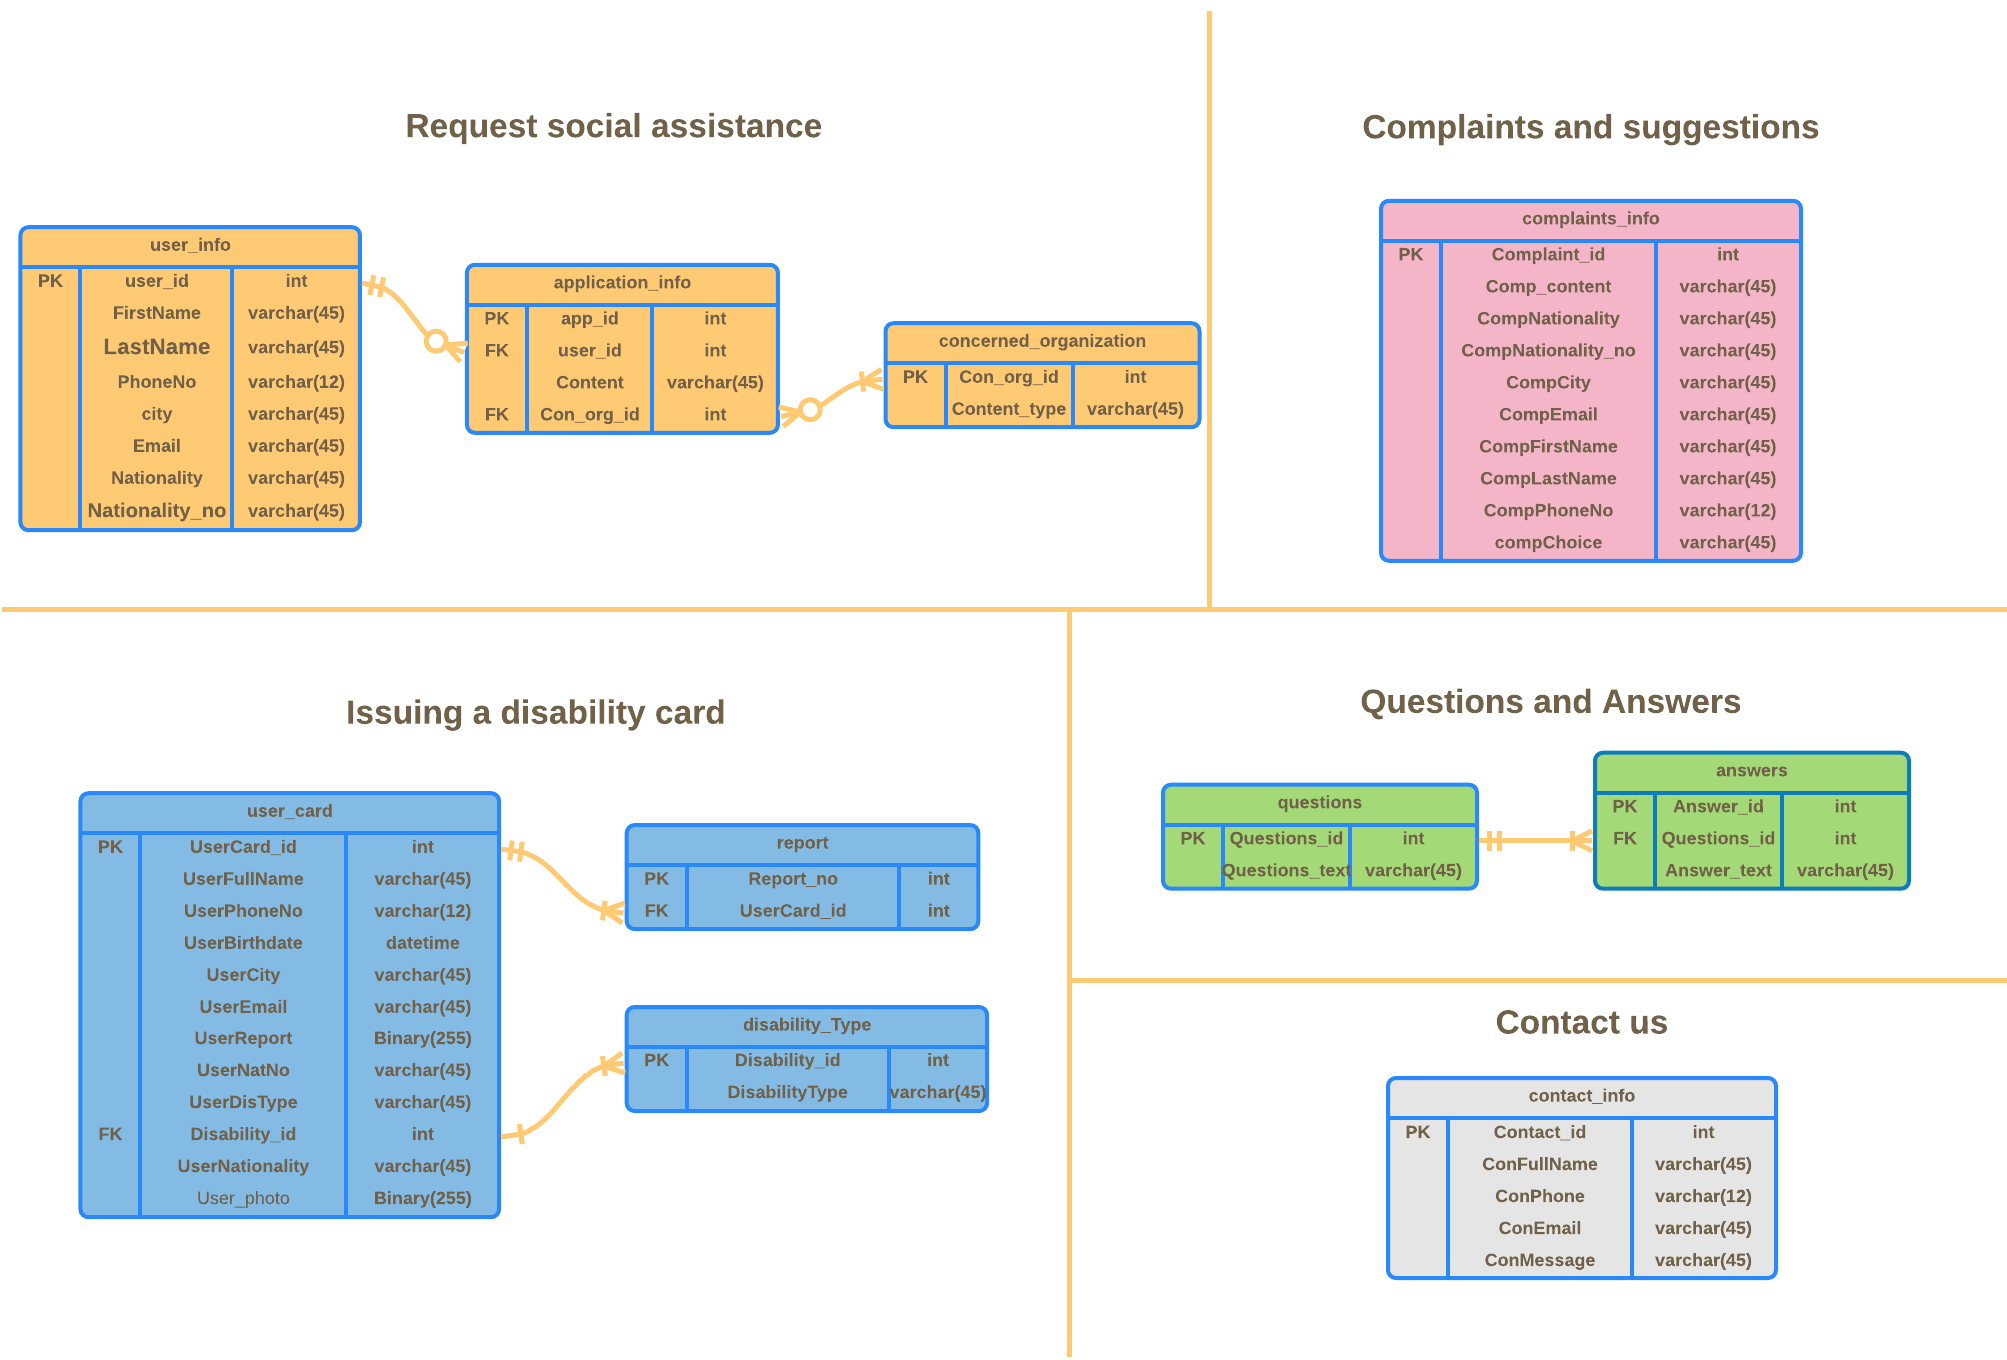 Request social assistance
user_info
PK user_id int
FirstName varchar(45)
LastName varchar(45)
PhoneNo varchar(12)
city varchar(45)
Email varchar(45)
Nationality varchar(45)
Nationality_no varchar(45)
application_info
PK app_id int
FK user_id int
Content varchar(45)
FK Con_org_id int
concerned_organization
PK Con_org_id int
Content_type varchar(45)
Complaints and suggestions
complaints_info
PK Complaint_id int
Comp_content varchar(45)
CompNationality varchar(45)
CompNationality_no varchar(45)
CompCity varchar(45)
CompEmail varchar(45)
CompFirstName varchar(45)
CompLastName varchar(45)
CompPhoneNo varchar(12)
compChoice varchar(45)
Issuing a disability card
user_card
PK UserCard_id int
UserFullName varchar(45)
UserPhoneNo varchar(12)
UserBirthdate datetime
UserCity varchar(45)
UserEmail varchar(45)
UserReport Binary(255)
UserNatNo varchar(45)
UserDisType varchar(45)
FK Disability_id int
UserNationality varchar(45)
User_photo Binary(255)
report
PK Report_no int
FK UserCard_id int
disability_Type
PK Disability_id int
DisabilityType varchar(45)
Questions and Answers
questions
PK Questions_id int
Questions_text varchar(45)
answers
PK Answer_id int
FK Questions_id int
Answer_text varchar(45)
Contact us
contact_info
PK Contact_id int
ConFullName varchar(45)
ConPhone varchar(12)
ConEmail varchar(45)
ConMessage varchar(45)